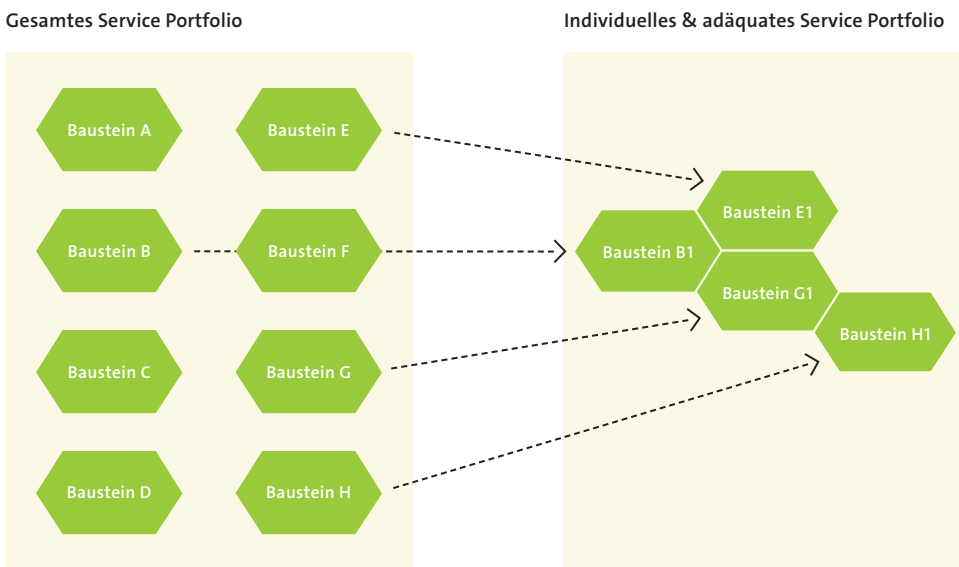 Gesamtes Service Portfolio
Individuelles & adäquates Service Portfolio
Baustein A
Baustein E
Baustein B
Baustein F
Baustein C
Baustein G
Baustein D
Baustein H
Baustein E1
Baustein B1
Baustein G1
Baustein H1